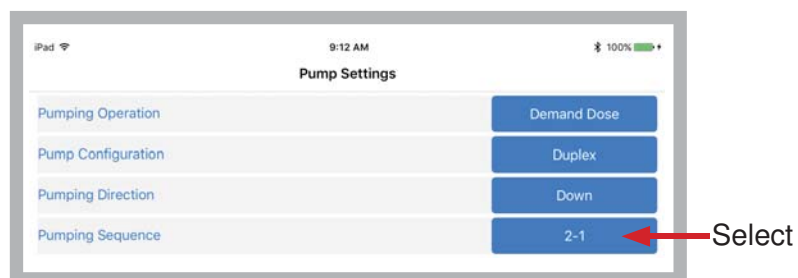 iPad 9:12 AM 100%
Pump Settings
Pumping Operation Demand Dose
Pump Configuration Duplex
Pumping Direction Down
Pumping Sequence 2-1 Select